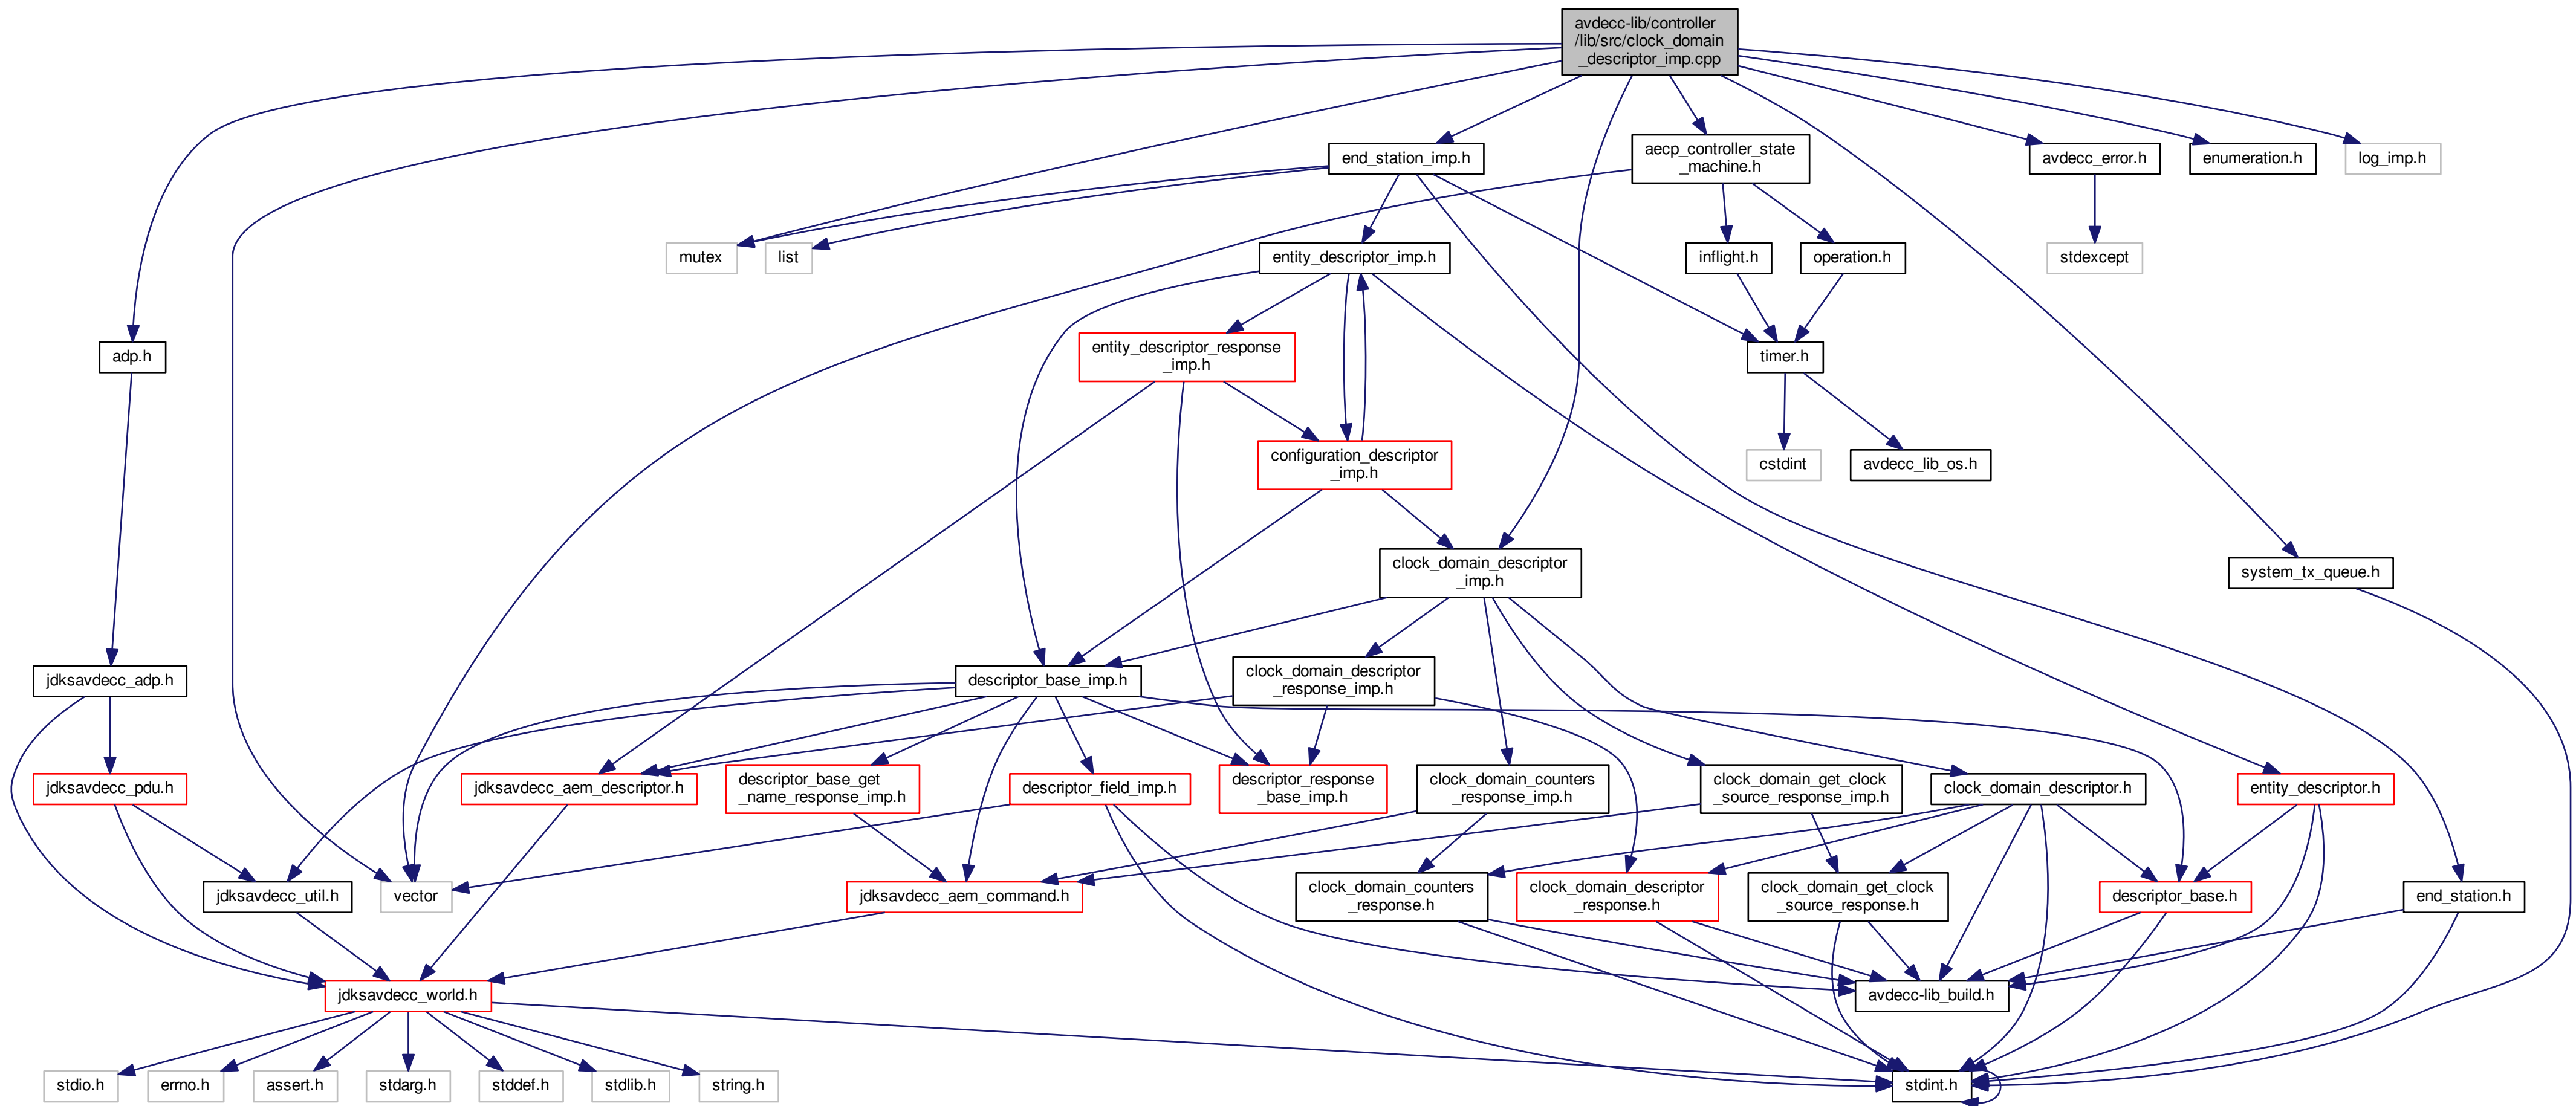 avdecc-lib/controller
/lib/src/clock_domain
_descriptor_imp.cpp
end_station_imp.h
aecp_controller_state
_machine.h
avdecc_error.h
enumeration.h
log_imp.h
mutex
list
entity_descriptor_imp.h
inflight.h
operation.h
stdexcept
adp.h
entity_descriptor_response
_imp.h
timer.h
configuration_descriptor
_imp.h
cstdint
avdecc_lib_os.h
clock_domain_descriptor
_imp.h
system_tx_queue.h
jdksavdecc_adp.h
descriptor_base_imp.h
clock_domain_descriptor
_response_imp.h
jdksavdecc_pdu.h
jdksavdecc_aem_descriptor.h
descriptor_base_get
_name_response_imp.h
descriptor_field_imp.h
descriptor_response
_base_imp.h
clock_domain_counters
_response_imp.h
clock_domain_get_clock
_source_response_imp.h
clock_domain_descriptor.h
entity_descriptor.h
jdksavdecc_util.h
vector
jdksavdecc_aem_command.h
clock_domain_counters
_response.h
clock_domain_descriptor
_response.h
clock_domain_get_clock
_source_response.h
descriptor_base.h
end_station.h
jdksavdecc_world.h
avdecc-lib_build.h
stdio.h
errno.h
assert.h
stdarg.h
stddef.h
stdlib.h
string.h
stdint.h